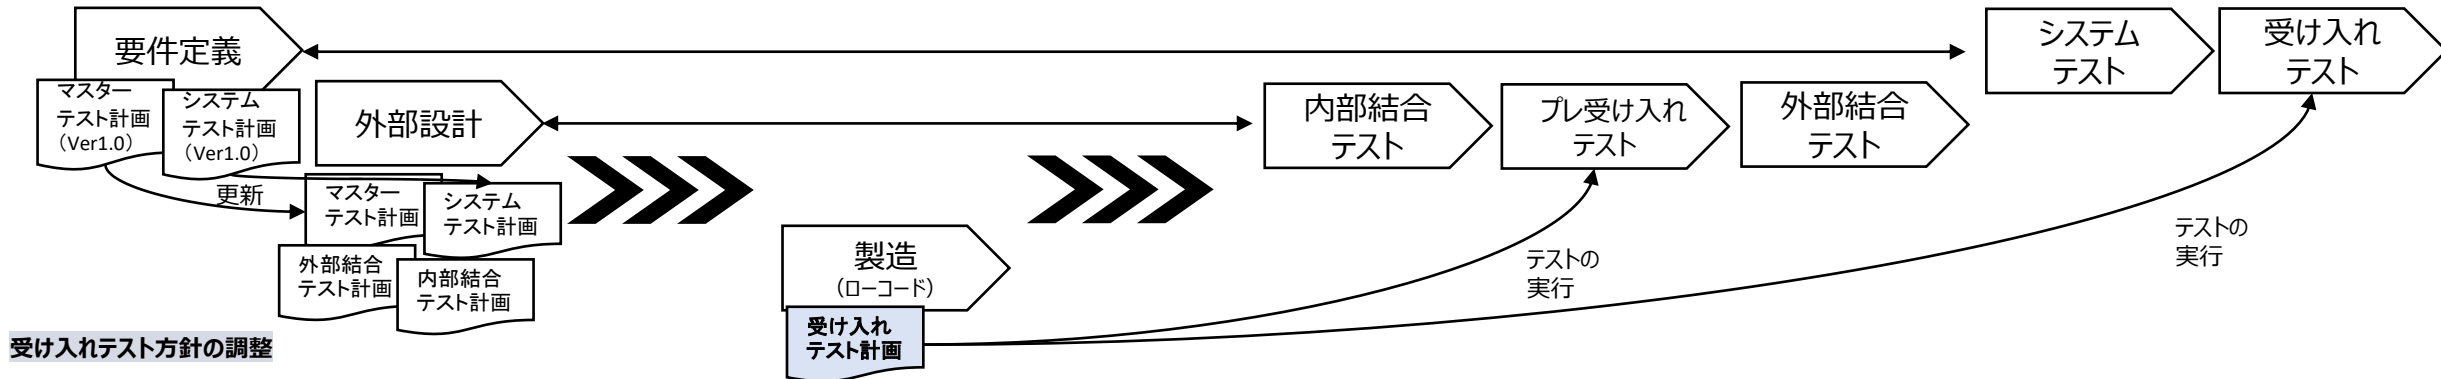 要件定義
マスター
テスト計画
（Ver1.0）
システム
テスト計画
（Ver1.0）
外部設計
更新
マスター
テスト計画
システム
テスト計画
外部結合
テスト計画
内部結合
テスト計画
受け入れテスト方針の調整
製造
（ローコード）
受け入れ
テスト計画
内部結合
テスト
プレ受け入れ
テスト
外部結合
テスト
システム
テスト
受け入れ
テスト
テストの
実行
テストの
実行